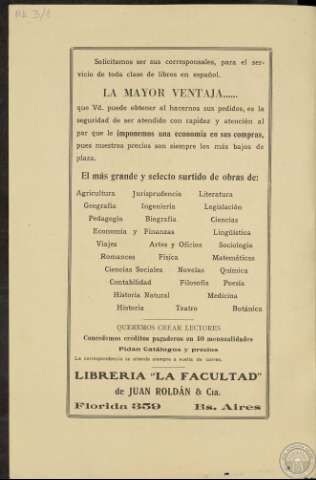 Solicitamos ser sus corresponsales, para el ser-
vicio de toda clase de libros en español.
LA MAYOR VENTAJA......
que Vd. puede obtener al hacernos sus pedidos, es la
seguridad de ser atendido con rapidez y atención al
par que le imponemos una economía en sus compras,
pues nuestros precios son siempre los más bajos de
plaza.
El más grande y selecto surtido de obras de:
Agricultura Jurisprudencia Literatura
Geografía Ingeniería Legislación
Pedagogía Biografía Ciencias
Economía y Finanzas Lingüística
Viajes Artes y Oficios Sociología
Romances Física Matemáticas
Ciencias Sociales Novelas Química
Contabilidad Filosofía Poesía
Historia Natural Medicina
Historia Teatro Botánica
QUEREMOS CREAR LECTORES
Concedemos créditos pagaderos en 10 mensualidades
Pidan Catálogos y precios
La correspondencia se atiende siempre a vuelta de correo.
LIBRERIA "LA FACULTAD"
de JUAN ROLDÁN & Cía.
Florida 359 Bs. Aires